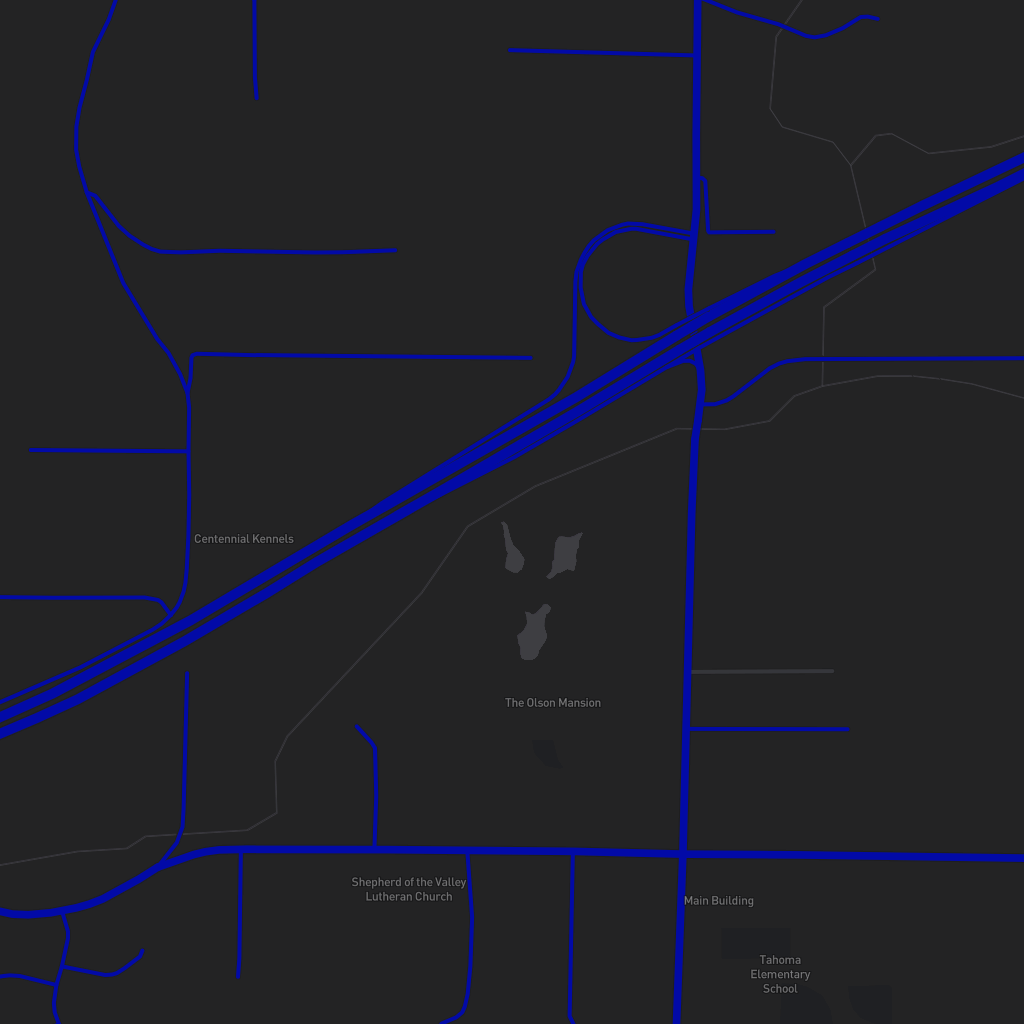 Centennial Kennels
The Olson Mansion
Shepherd of the Valley
Lutheran Church
Main Building
Tahoma
Elementary
School